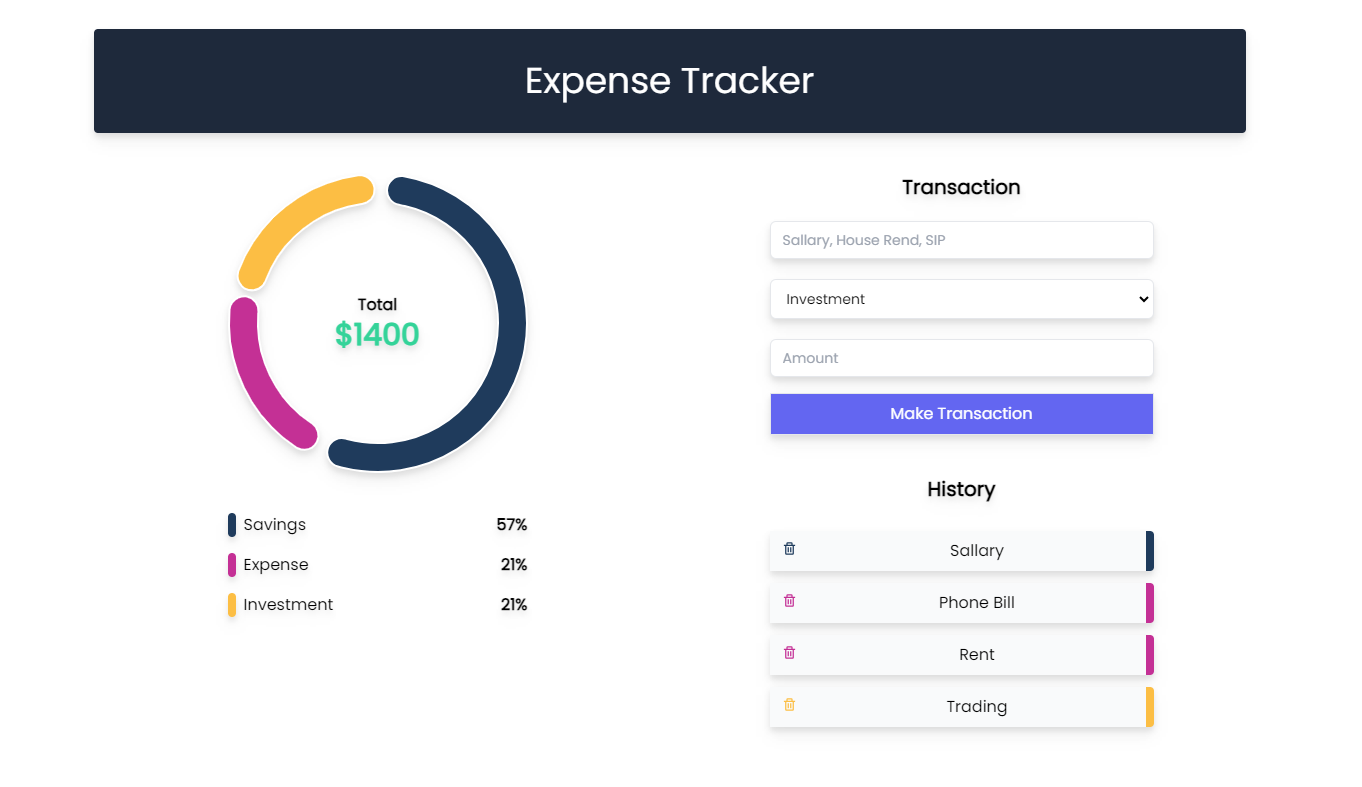 Expense Tracker
Total
$1400
Savings 57%
Expense 21%
Investment 21%
Transaction
Sallary, House Rend, SIP
Investment
Amount
Make Transaction
History
Sallary
Phone Bill
Rent
Trading